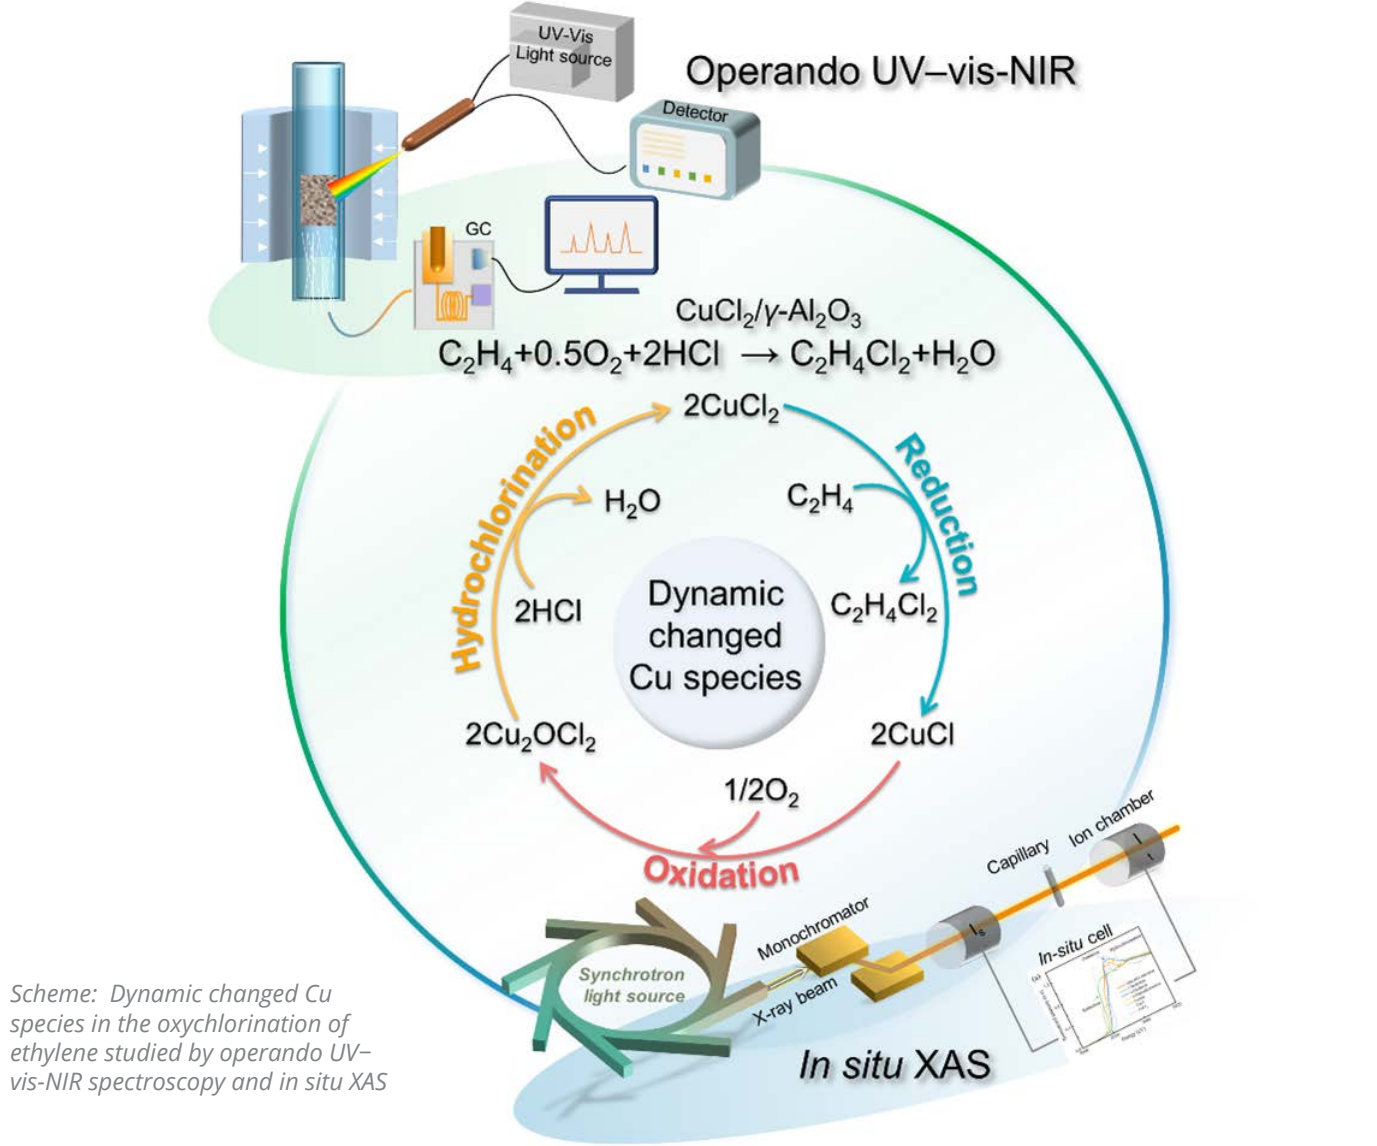 UV-Vis
Light source
Operando UV–vis-NIR
Detector
GC
CuCl₂/γ-Al₂O₃
C₂H₄+0.5O₂+2HCl → C₂H₄Cl₂+H₂O
2CuCl₂
Hydrochlorination
Reduction
H₂O
C₂H₄
2HCl
C₂H₄Cl₂
Dynamic
changed
Cu species
2Cu₂OCl₂
2CuCl
1/2O₂
Oxidation
Ion chamber
Capillary
Monochromator
X-ray beam
Iₛ
Iₜ
In-situ cell
Synchrotron
light source
In situ XAS
Scheme: Dynamic changed Cu
species in the oxychlorination of
ethylene studied by operando UV–
vis-NIR spectroscopy and in situ XAS